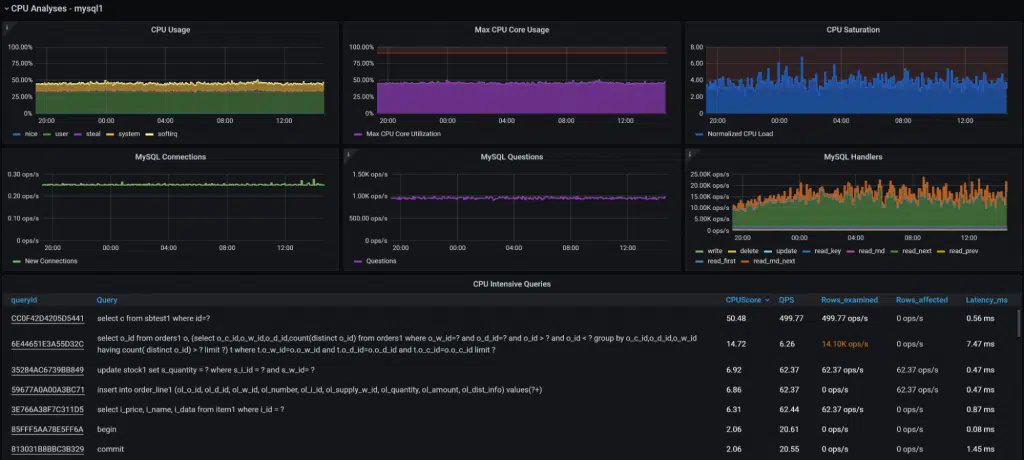 CPU Analyses - mysql1
CPU Usage
100.00%
75.00%
50.00%
25.00%
0%
20:00 00:00 04:00 08:00 12:00
nice user steal system softirq
Max CPU Core Usage
100.00%
75.00%
50.00%
25.00%
0%
20:00 00:00 04:00 08:00 12:00
Max CPU Core Utilization
CPU Saturation
8.00
6.00
4.00
2.00
0
20:00 00:00 04:00 08:00 12:00
Normalized CPU Load
MySQL Connections
0.30 ops/s
0.20 ops/s
0.10 ops/s
0 ops/s
20:00 00:00 04:00 08:00 12:00
New Connections
MySQL Questions
1.50K ops/s
1.00K ops/s
500.00 ops/s
0 ops/s
20:00 00:00 04:00 08:00 12:00
Questions
MySQL Handlers
25.00K ops/s
20.00K ops/s
15.00K ops/s
10.00K ops/s
5.00K ops/s
0 ops/s
20:00 00:00 04:00 08:00 12:00
write delete update read_key read_rnd read_next read_prev
read_first read_rnd_next
CPU Intensive Queries
queryid Query CPUScore QPS Rows_examined Rows_affected Latency_ms
CC0F42D4205D5441 select c from sbtest1 where id=? 50.48 499.77 499.77 ops/s 0 ops/s 0.56 ms
select o_id from orders1 o, (select o_c_id,o_w_id,o_d_id,count(distinct o_id) from orders1 where o_w_id=? and o_d_id=? and o_id > ? and o_id < ? group by o_c_id,o_d_id,o_w_id
6E44651E3A55D32C having count( distinct o_id) > ? limit ?) t where t.o_w_id=o.o_w_id and t.o_d_id=o.o_d_id and t.o_c_id=o.o_c_id limit ? 14.72 6.26 14.10K ops/s 0 ops/s 7.47 ms
35284AC6739BB849 update stock1 set s_quantity = ? where s_i_id = ? and s_w_id= ? 6.92 62.37 62.37 ops/s 62.37 ops/s 0.47 ms
59677A0A00A3BC71 insert into order_line1 (ol_o_id, ol_d_id, ol_w_id, ol_number, ol_i_id, ol_supply_w_id, ol_quantity, ol_amount, ol_dist_info) values(?+) 6.86 62.37 0 ops/s 62.37 ops/s 0.47 ms
3E766A38F7C311D5 select i_price, i_name, i_data from item1 where i_id = ? 6.31 62.44 62.37 ops/s 0 ops/s 0.87 ms
85FFF5AA78E5FF6A begin 2.06 20.61 0 ops/s 0 ops/s 0.08 ms
813031B8BBC3B329 commit 2.06 20.55 0 ops/s 0 ops/s 1.45 ms